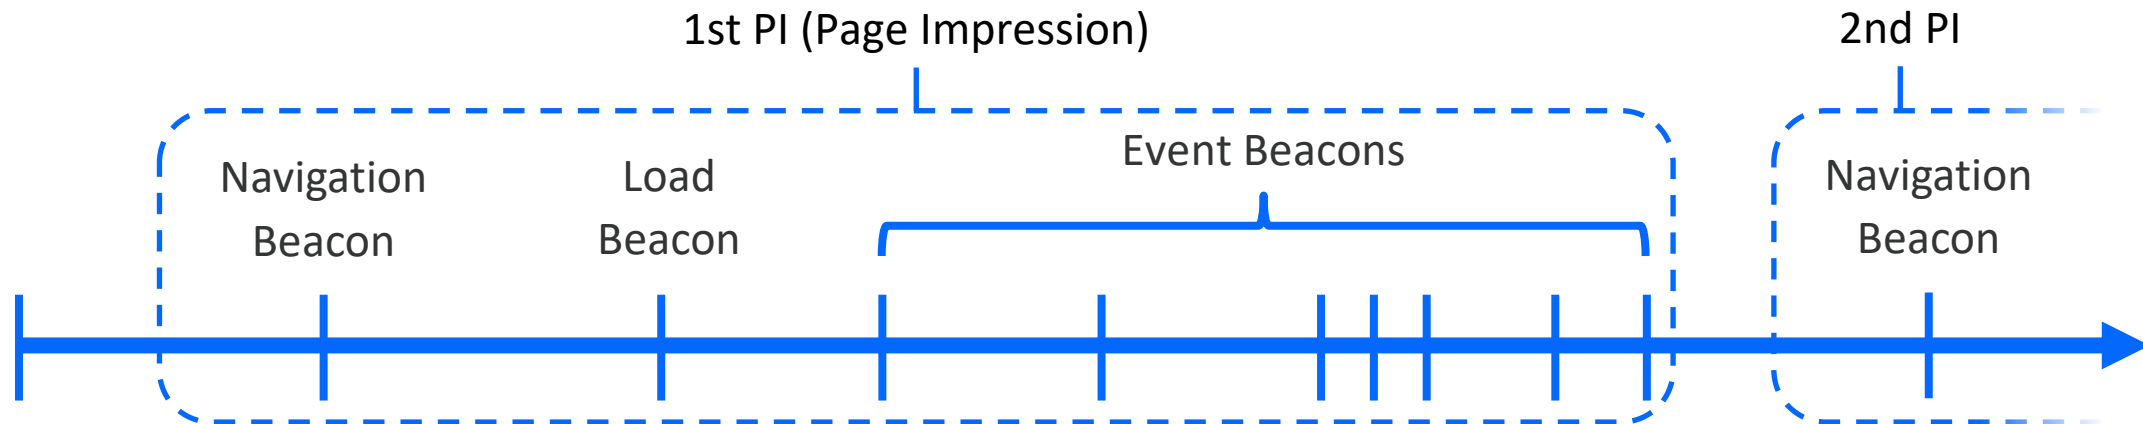 1st PI (Page Impression)
2nd PI
Event Beacons
Navigation
Beacon
Load
Beacon
Navigation
Beacon